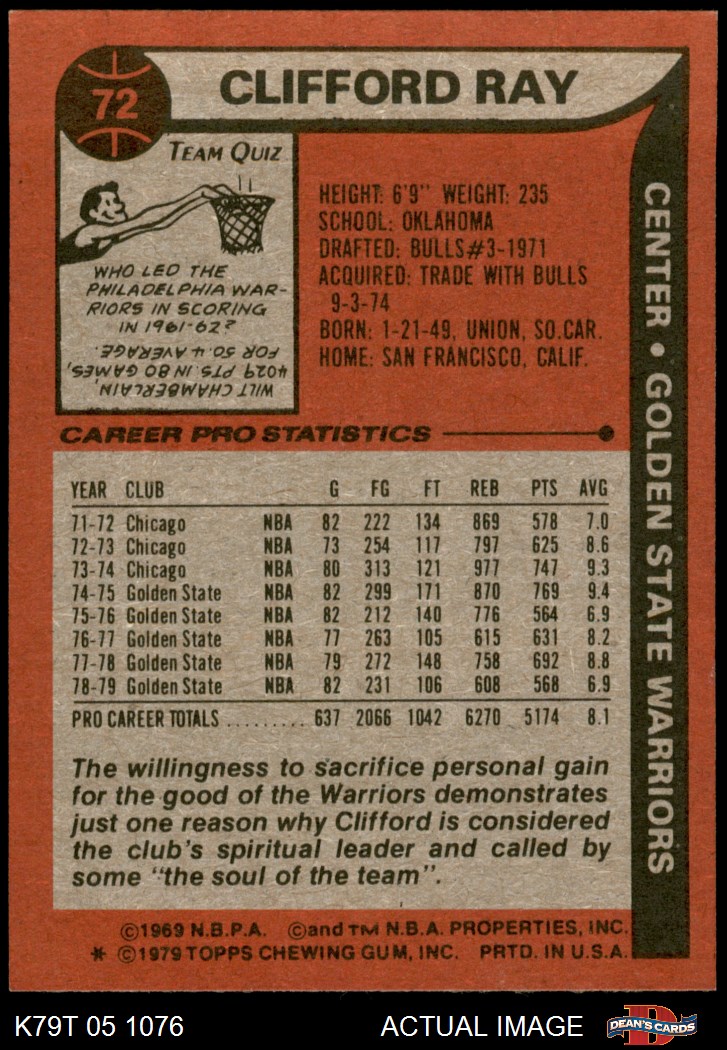 72
CLIFFORD RAY
TEAM QUIZ
WHO LED THE
PHILADELPHIA WAR-
RIORS IN SCORING
IN 1961-62?
WILT CHAMBERLAIN,
4029 PTS. IN 80 GAMES,
FOR 50.4 AVERAGE.
HEIGHT: 6'9" WEIGHT: 235
SCHOOL: OKLAHOMA
DRAFTED: BULLS#3-1971
ACQUIRED: TRADE WITH BULLS
9-3-74
BORN: 1-21-49, UNION, SO.CAR.
HOME: SAN FRANCISCO, CALIF.
CENTER • GOLDEN STATE WARRIORS
CAREER PRO STATISTICS
YEAR CLUB G FG FT REB PTS AVG
71-72 Chicago NBA 82 222 134 869 578 7.0
72-73 Chicago NBA 73 254 117 797 625 8.6
73-74 Chicago NBA 80 313 121 977 747 9.3
74-75 Golden State NBA 82 299 171 870 769 9.4
75-76 Golden State NBA 82 212 140 776 564 6.9
76-77 Golden State NBA 77 263 105 615 631 8.2
77-78 Golden State NBA 79 272 148 758 692 8.8
78-79 Golden State NBA 82 231 106 608 568 6.9
PRO CAREER TOTALS ......... 637 2066 1042 6270 5174 8.1
The willingness to sacrifice personal gain
for the good of the Warriors demonstrates
just one reason why Clifford is considered
the club's spiritual leader and called by
some "the soul of the team".
©1969 N.B.P.A. ©and TM N.B.A. PROPERTIES, INC.
* ©1979 TOPPS CHEWING GUM, INC. PRTD. IN U.S.A.
K79T 05 1076
ACTUAL IMAGE
DEAN'S CARDS